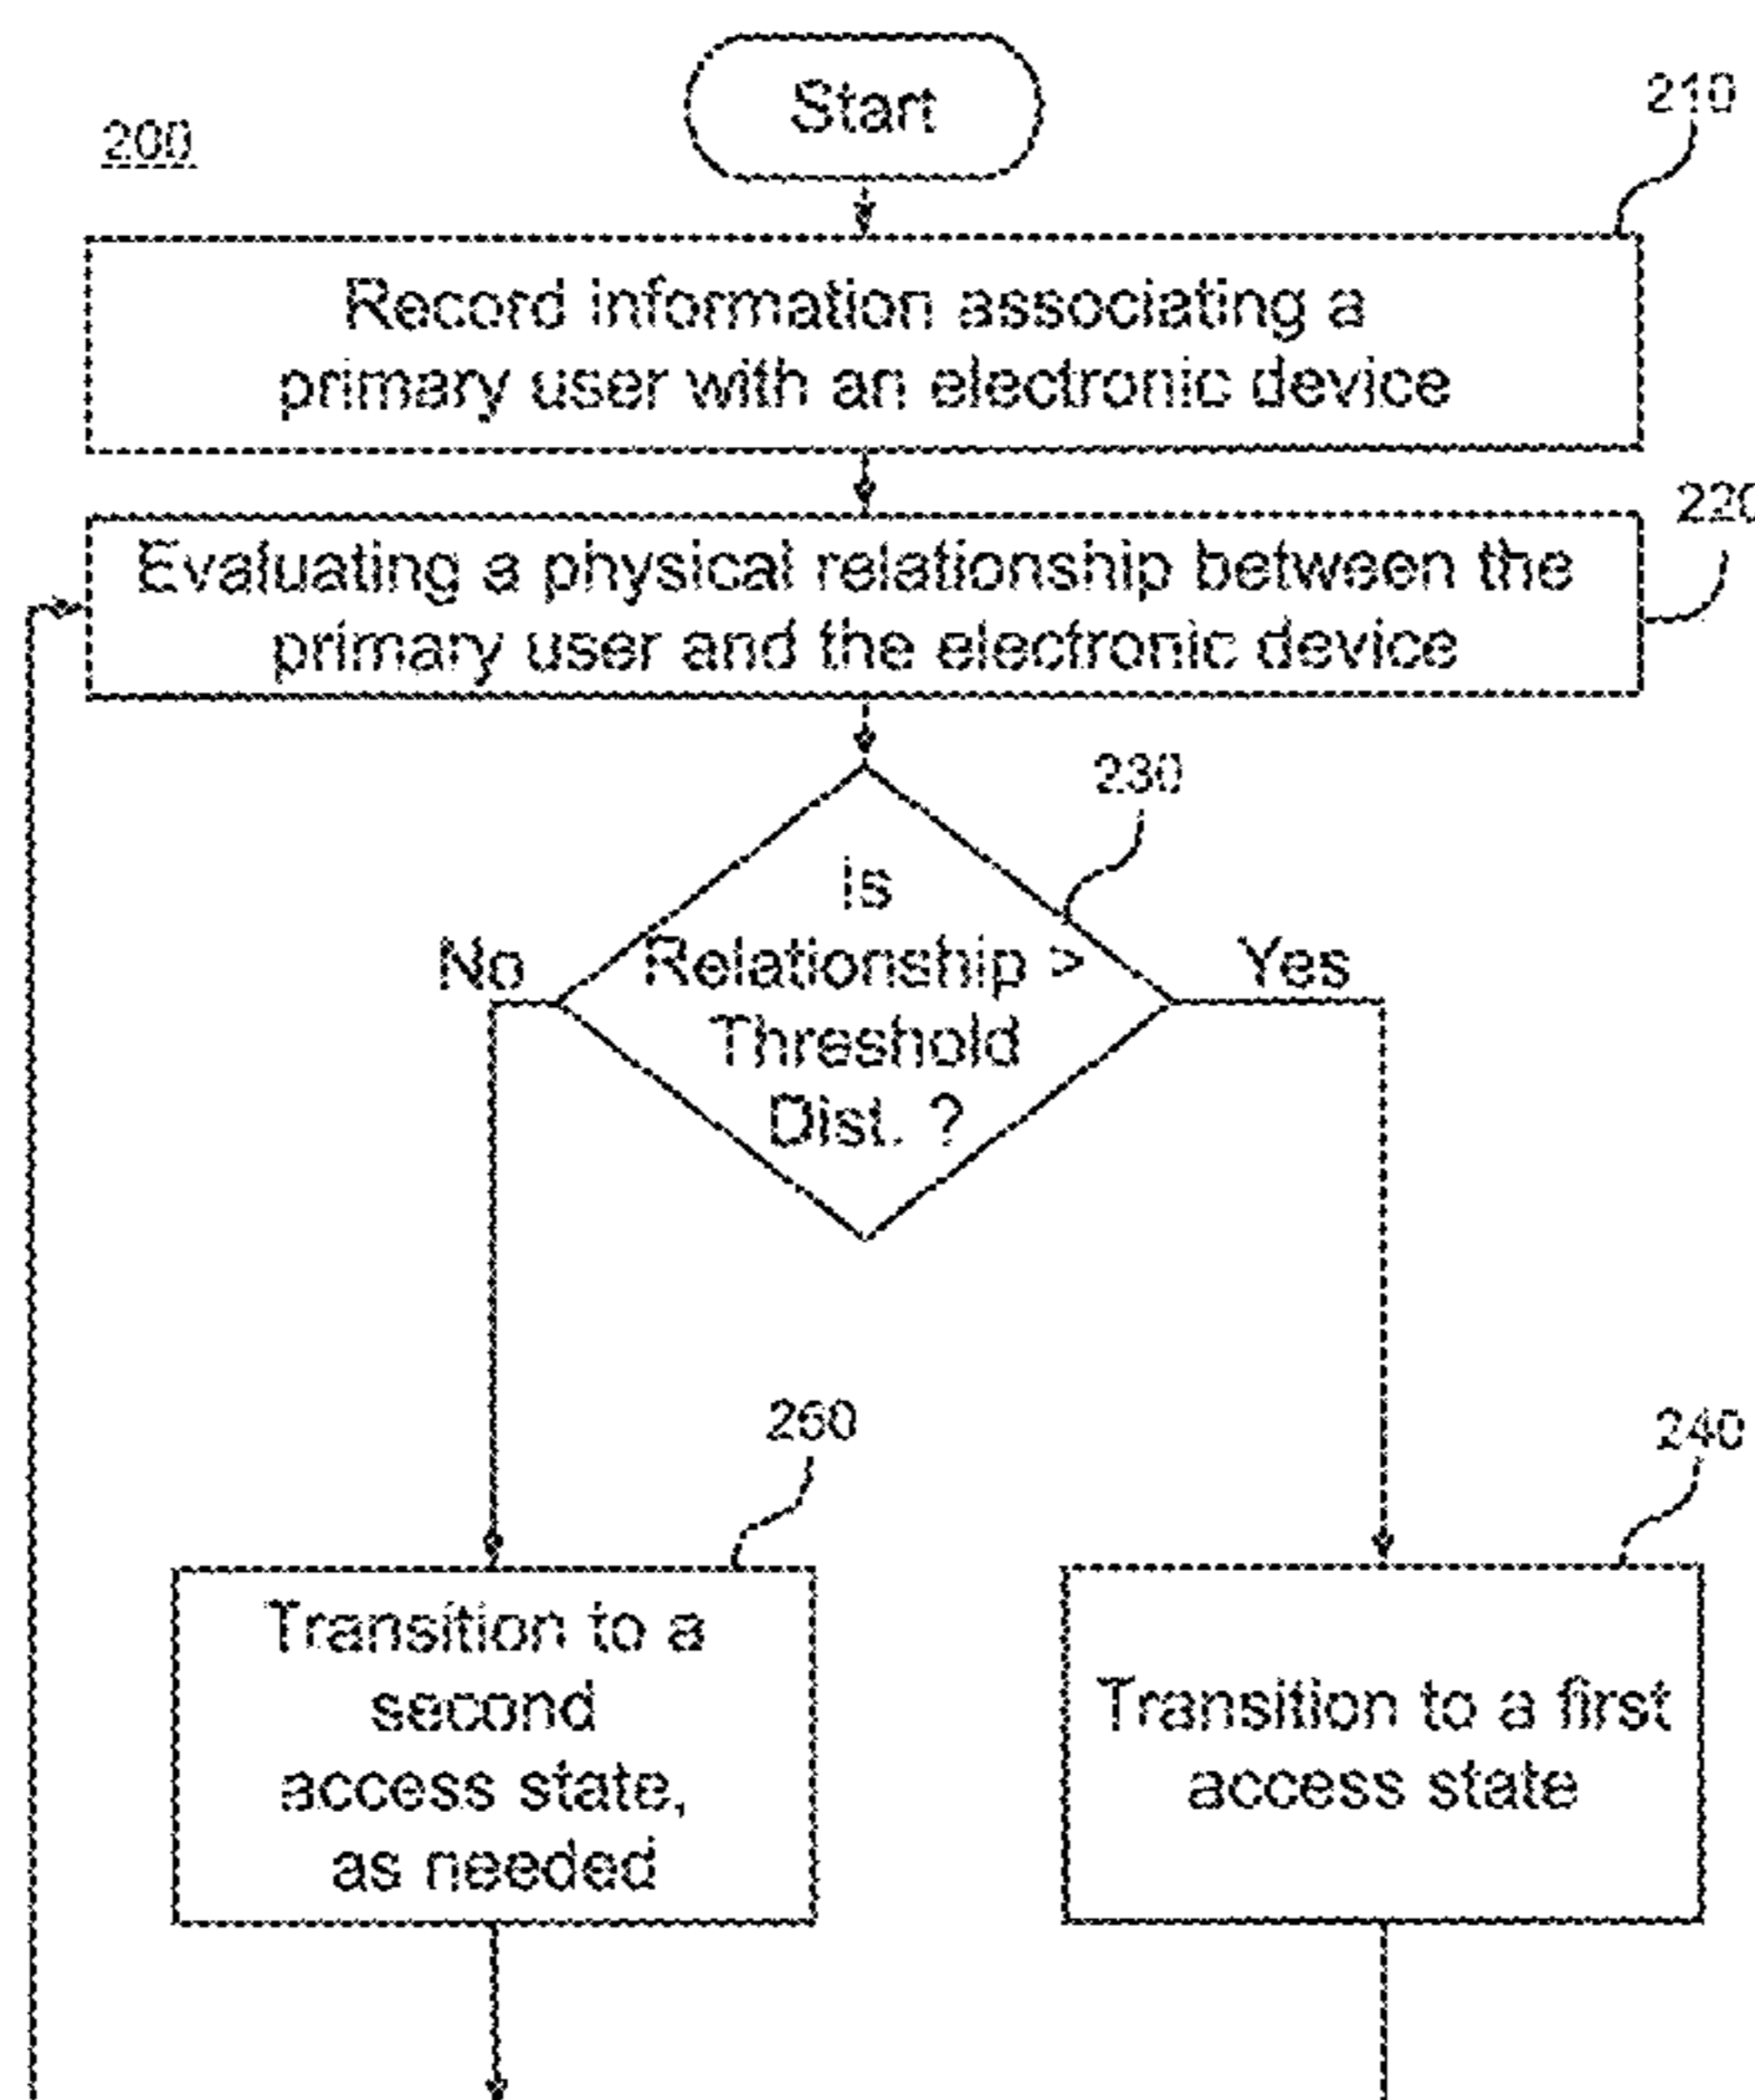 Start
200
210
Record information associating a
primary user with an electronic device
220
Evaluating a physical relationship between the
primary user and the electronic device
230
Is
Relationship >
Threshold
Dist. ?
No
Yes
260
240
Transition to a
second
access state,
as needed
Transition to a first
access state